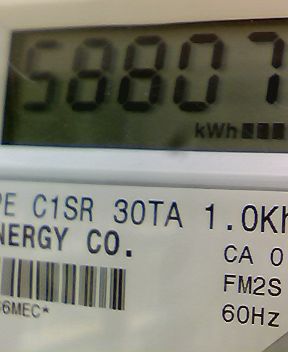 58807
kWh
PE C1SR 30TA 1.0Kh
NERGY CO.
CA 0
FM2S
6MEC*
60Hz